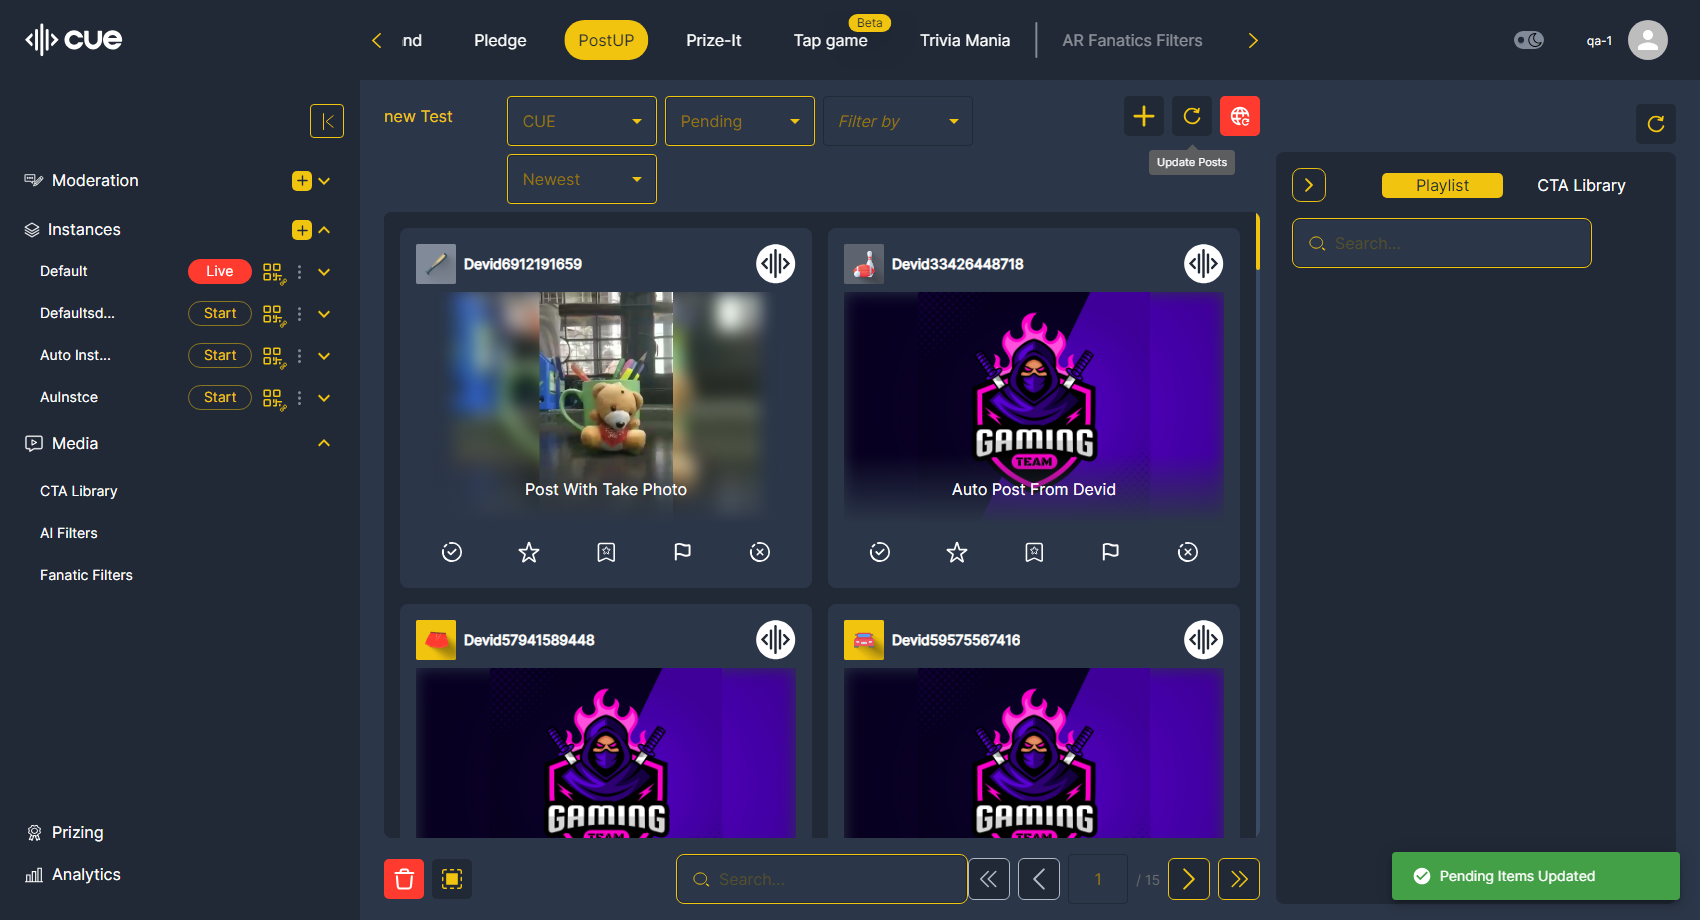 cue
nd
Pledge
PostUP
Prize-It
Beta
Tap game
Trivia Mania
AR Fanatics Filters
qa-1
new Test
CUE
Pending
Filter by
Newest
Update Posts
Moderation
Instances
Default
Live
Defaultsd...
Start
Auto Inst...
Start
AuInstce
Start
Media
CTA Library
AI Filters
Fanatic Filters
Prizing
Analytics
Devid6912191659
Post With Take Photo
Devid33426448718
GAMING
TEAM
Auto Post From Devid
Devid57941589448
GAMING
TEAM
Devid59575567416
GAMING
TEAM
Search...
1
/ 15
Playlist
CTA Library
Search...
Pending Items Updated